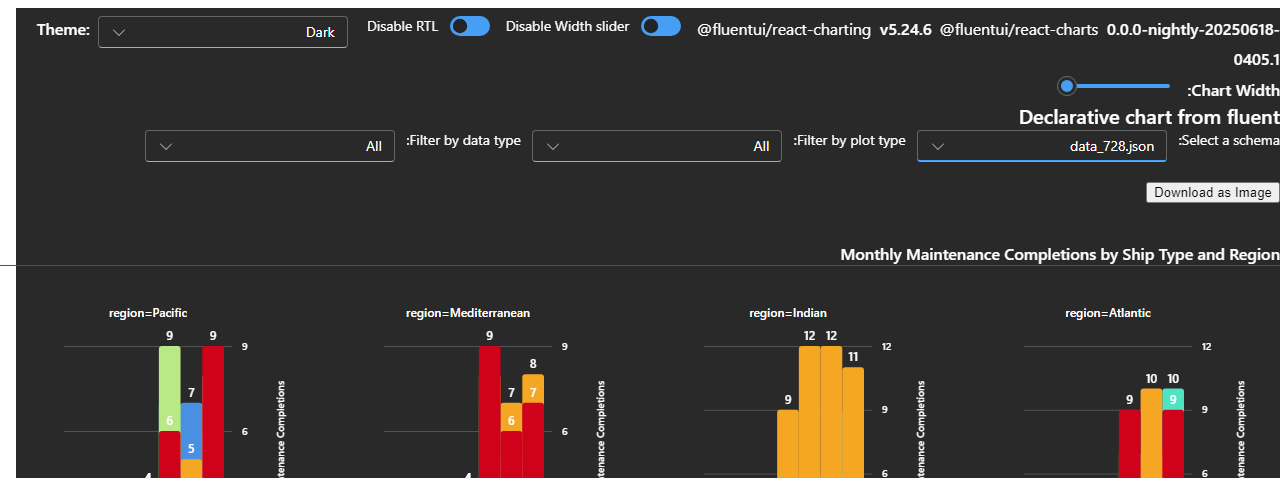 Theme: Dark Disable RTL Disable Width slider @fluentui/react-charting v5.24.6 @fluentui/react-charts 0.0.0-nightly-20250618-
0405.1
:Chart Width
Declarative chart from fluent
:Select a schema data_728.json :Filter by plot type All :Filter by data type All
Download as Image
Monthly Maintenance Completions by Ship Type and Region
region=Pacific region=Mediterranean region=Indian region=Atlantic
9 9 9 9 9 12 12 12 12
11
8
7 7 7 10 10
6 6 9 9 9 9 9
6 6
5
4 4 6 6
Completions Completions Completions Completions